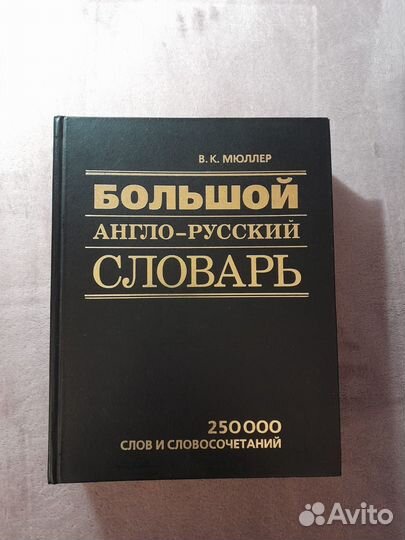 В. К. МЮЛЛЕР
БОЛЬШОЙ
АНГЛО-РУССКИЙ
СЛОВАРЬ
250 000
СЛОВ И СЛОВОСОЧЕТАНИЙ
Avito